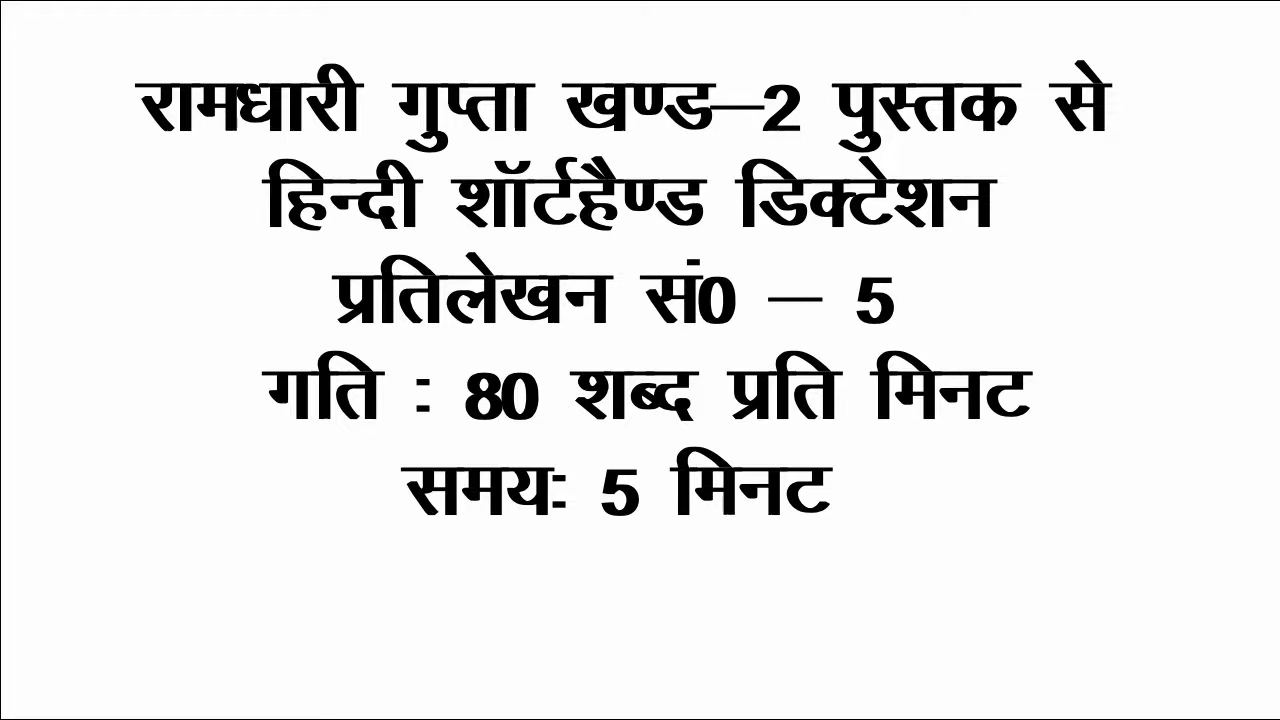 रामधारी गुप्ता खण्ड–2 पुस्तक से
हिन्दी शॉर्टहैण्ड डिक्टेशन
प्रतिलेखन सं0 – 5
गति : 80 शब्द प्रति मिनट
समयः 5 मिनट